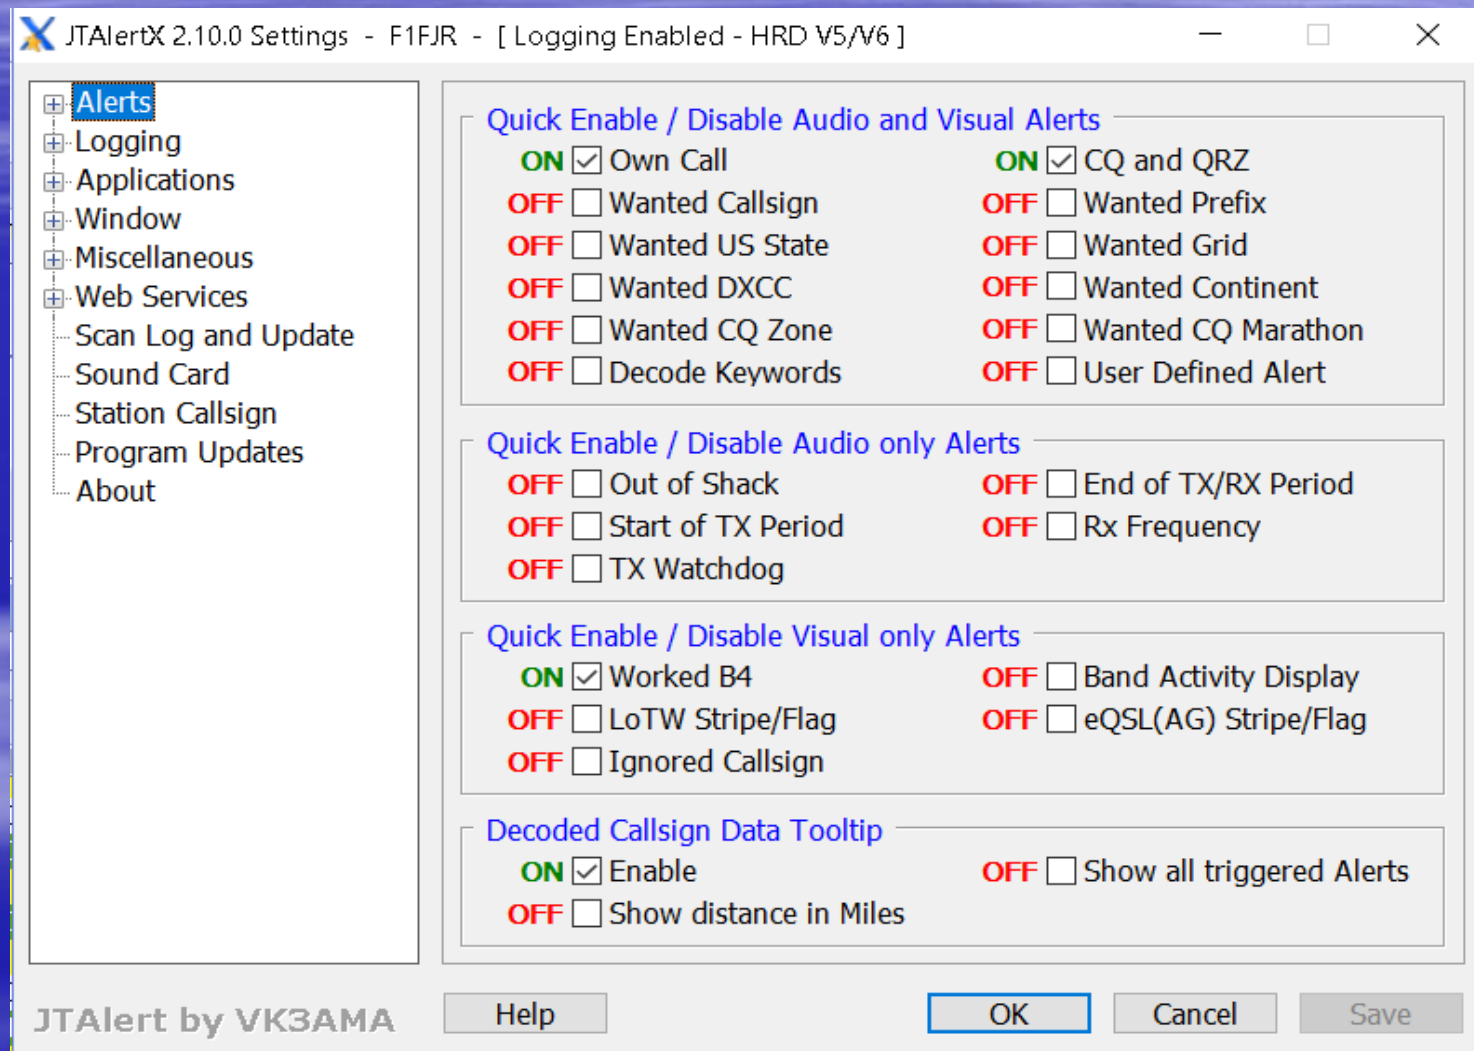 JTAlertX 2.10.0 Settings - F1FJR - [ Logging Enabled - HRD V5/V6 ]
Alerts
Logging
Applications
Window
Miscellaneous
Web Services
Scan Log and Update
Sound Card
Station Callsign
Program Updates
About
Quick Enable / Disable Audio and Visual Alerts
ON Own Call ON CQ and QRZ
OFF Wanted Callsign OFF Wanted Prefix
OFF Wanted US State OFF Wanted Grid
OFF Wanted DXCC OFF Wanted Continent
OFF Wanted CQ Zone OFF Wanted CQ Marathon
OFF Decode Keywords OFF User Defined Alert
Quick Enable / Disable Audio only Alerts
OFF Out of Shack OFF End of TX/RX Period
OFF Start of TX Period OFF Rx Frequency
OFF TX Watchdog
Quick Enable / Disable Visual only Alerts
ON Worked B4 OFF Band Activity Display
OFF LoTW Stripe/Flag OFF eQSL(AG) Stripe/Flag
OFF Ignored Callsign
Decoded Callsign Data Tooltip
ON Enable OFF Show all triggered Alerts
OFF Show distance in Miles
JTAlert by VK3AMA Help OK Cancel Save